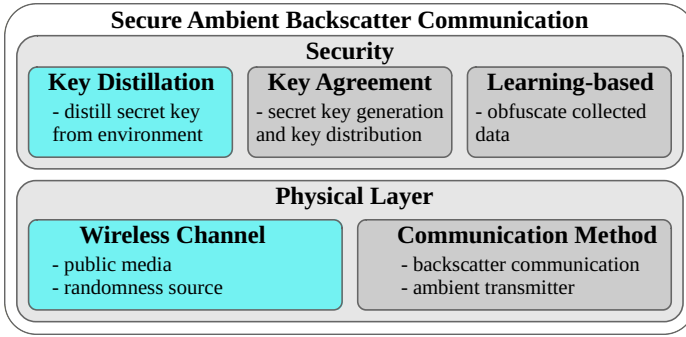 Secure Ambient Backscatter Communication
Security
Key Distillation
- distill secret key
from environment
Key Agreement
- secret key generation
and key distribution
Learning-based
- obfuscate collected
data
Physical Layer
Wireless Channel
- public media
- randomness source
Communication Method
- backscatter communication
- ambient transmitter